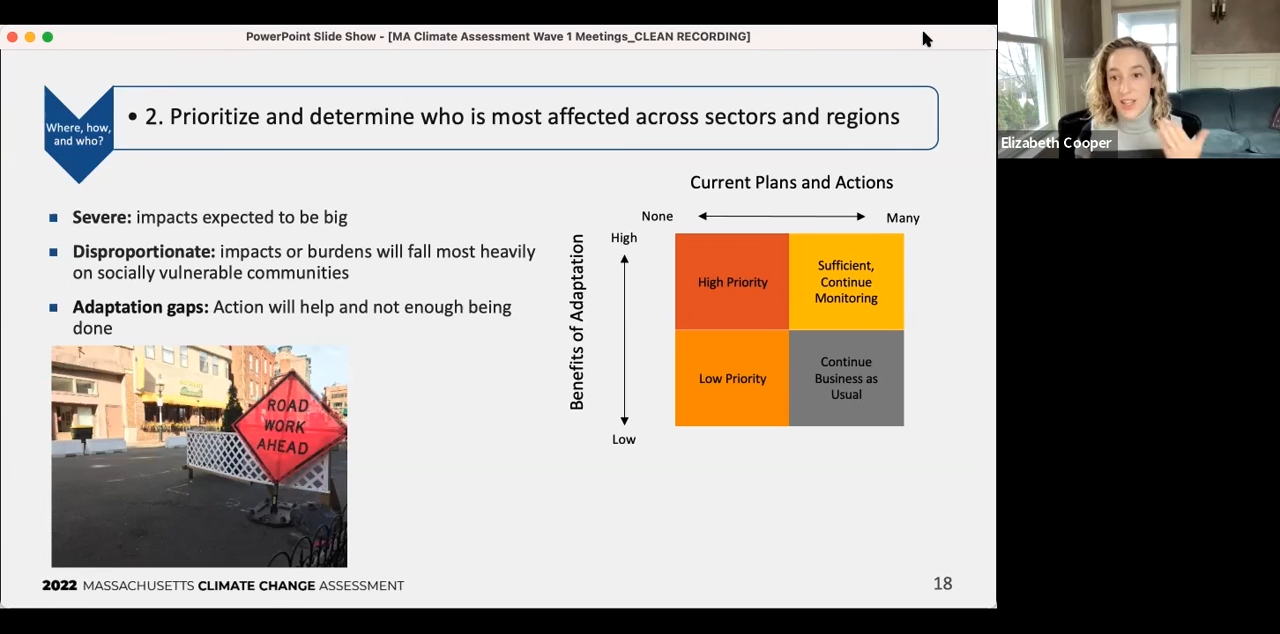 PowerPoint Slide Show - [MA Climate Assessment Wave 1 Meetings_CLEAN RECORDING]
Elizabeth Cooper
Where, how,
and who?
• 2. Prioritize and determine who is most affected across sectors and regions
Severe: impacts expected to be big
Disproportionate: impacts or burdens will fall most heavily
on socially vulnerable communities
Adaptation gaps: Action will help and not enough being
done
ROAD
WORK
AHEAD
Current Plans and Actions
None
Many
Benefits of Adaptation
High
Low
High Priority
Sufficient,
Continue
Monitoring
Low Priority
Continue
Business as
Usual
2022 MASSACHUSETTS CLIMATE CHANGE ASSESSMENT
18